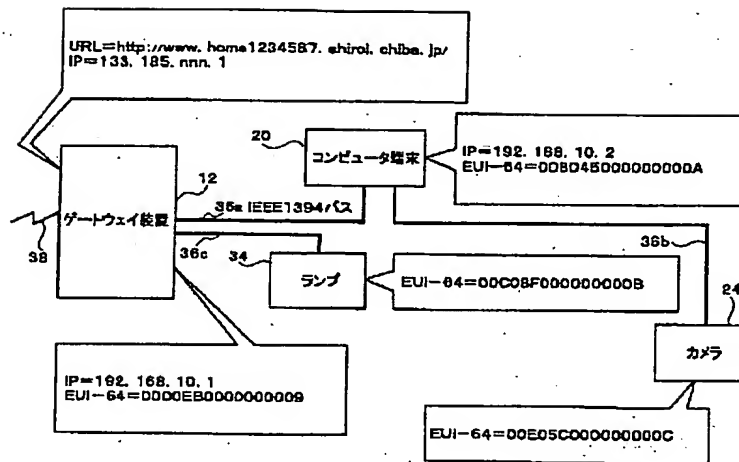 URL=http://www.home1234567.shiroi.chiba.jp/
IP=133.185.nnn.1
20
コンピュータ端末
IP=192.168.10.2
EUI-64=008045000000000A
12
ゲートウェイ装置
36a IEEE1394バス
36c
38
34
ランプ
EUI-64=00C08F000000000B
36b
24
カメラ
IP=192.168.10.1
EUI-64=0000EB0000000009
EUI-64=00E05C000000000C